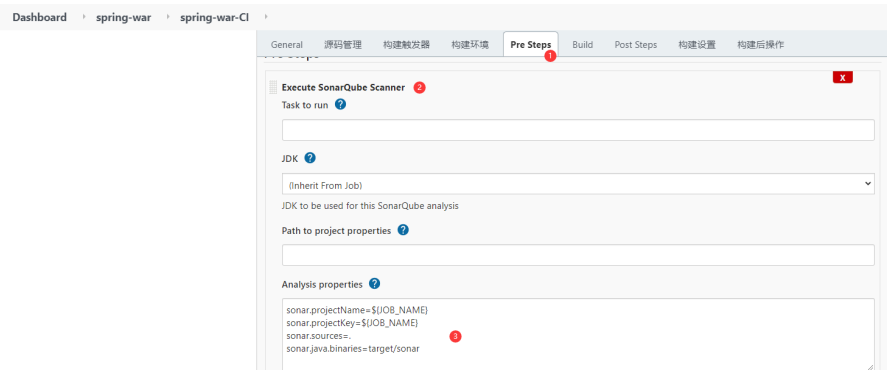 Dashboard spring-war spring-war-CI
General 源码管理 构建触发器 构建环境 Pre Steps Build Post Steps 构建设置 构建后操作
1
Pre Steps
X
Execute SonarQube Scanner 2
Task to run ?
JDK ?
(Inherit From Job)
JDK to be used for this SonarQube analysis
Path to project properties ?
Analysis properties ?
sonar.projectName=${JOB_NAME}
sonar.projectKey=${JOB_NAME}
sonar.sources=.
3
sonar.java.binaries=target/sonar